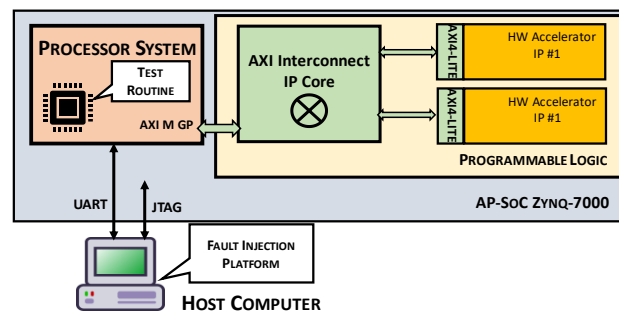 PROCESSOR SYSTEM
TEST
ROUTINE
AXI M GP
AXI Interconnect
IP Core
AXI4-LITE
HW Accelerator
IP #1
AXI4-LITE
HW Accelerator
IP #1
PROGRAMMABLE LOGIC
AP-SOC ZYNQ-7000
UART
JTAG
FAULT INJECTION
PLATFORM
HOST COMPUTER